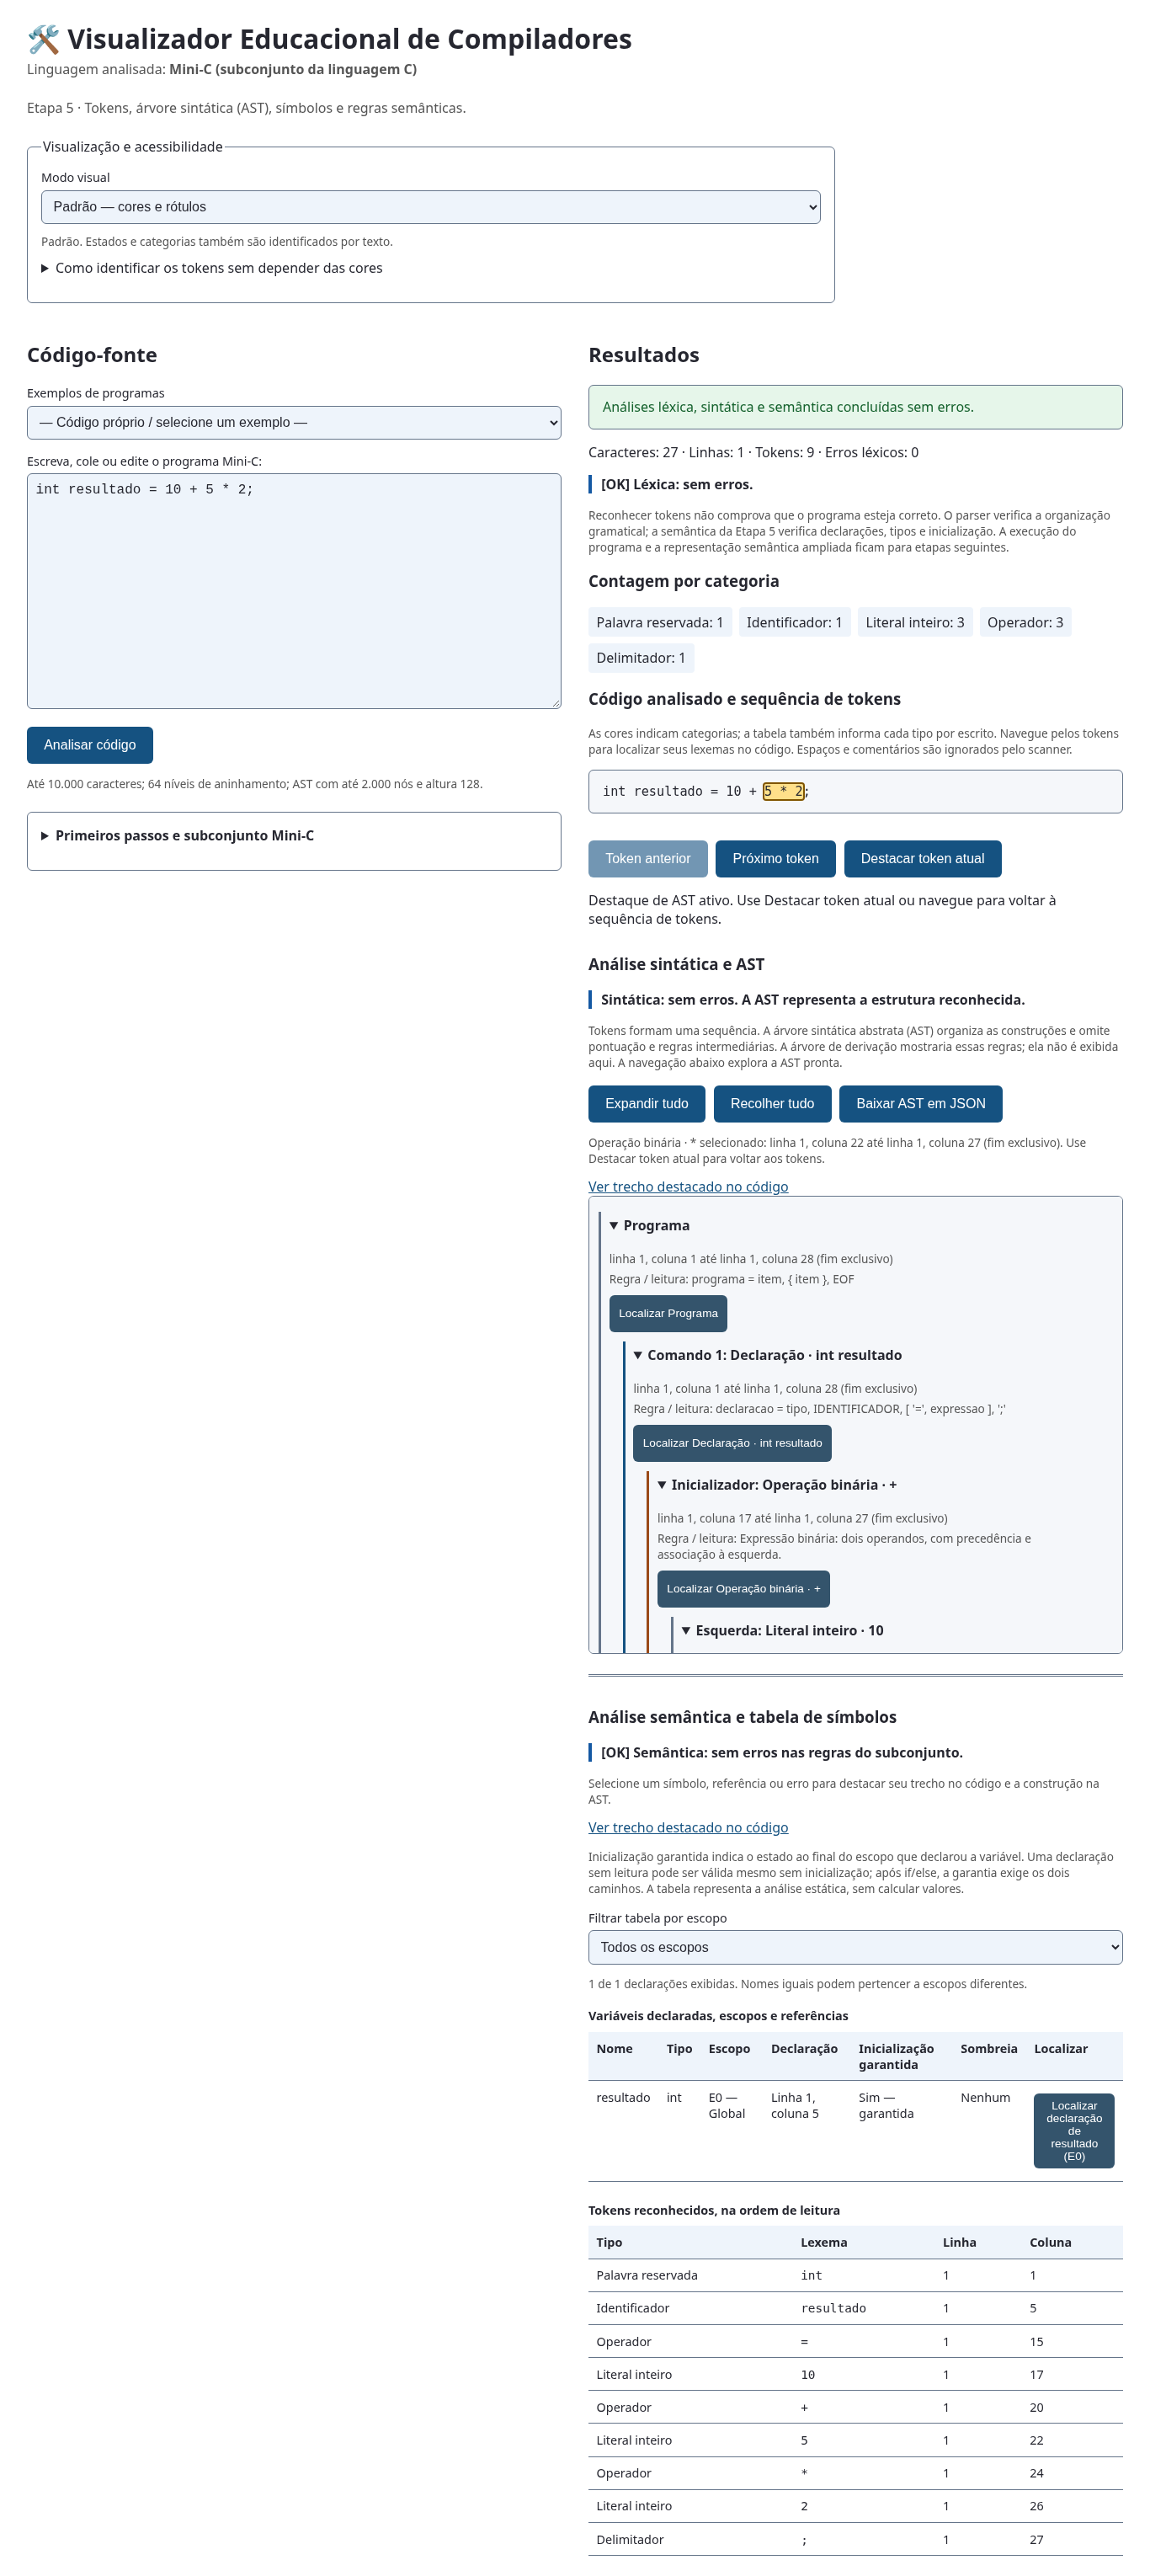 🛠️ Visualizador Educacional de Compiladores
Linguagem analisada: Mini-C (subconjunto da linguagem C)
Etapa 5 · Tokens, árvore sintática (AST), símbolos e regras semânticas.
Visualização e acessibilidade
Modo visual
Padrão — cores e rótulos
Padrão. Estados e categorias também são identificados por texto.
▶ Como identificar os tokens sem depender das cores
Código-fonte
Exemplos de programas
— Código próprio / selecione um exemplo —
Escreva, cole ou edite o programa Mini-C:
int resultado = 10 + 5 * 2;
Analisar código
Até 10.000 caracteres; 64 níveis de aninhamento; AST com até 2.000 nós e altura 128.
▶ Primeiros passos e subconjunto Mini-C
Resultados
Análises léxica, sintática e semântica concluídas sem erros.
Caracteres: 27 · Linhas: 1 · Tokens: 9 · Erros léxicos: 0
[OK] Léxica: sem erros.
Reconhecer tokens não comprova que o programa esteja correto. O parser verifica a organização
gramatical; a semântica da Etapa 5 verifica declarações, tipos e inicialização. A execução do
programa e a representação semântica ampliada ficam para etapas seguintes.
Contagem por categoria
Palavra reservada: 1 Identificador: 1 Literal inteiro: 3 Operador: 3
Delimitador: 1
Código analisado e sequência de tokens
As cores indicam categorias; a tabela também informa cada tipo por escrito. Navegue pelos tokens
para localizar seus lexemas no código. Espaços e comentários são ignorados pelo scanner.
int resultado = 10 + 5 * 2;
Token anterior Próximo token Destacar token atual
Destaque de AST ativo. Use Destacar token atual ou navegue para voltar à
sequência de tokens.
Análise sintática e AST
Sintática: sem erros. A AST representa a estrutura reconhecida.
Tokens formam uma sequência. A árvore sintática abstrata (AST) organiza as construções e omite
pontuação e regras intermediárias. A árvore de derivação mostraria essas regras; ela não é exibida
aqui. A navegação abaixo explora a AST pronta.
Expandir tudo Recolher tudo Baixar AST em JSON
Operação binária · * selecionado: linha 1, coluna 22 até linha 1, coluna 27 (fim exclusivo). Use
Destacar token atual para voltar aos tokens.
Ver trecho destacado no código
▼ Programa
linha 1, coluna 1 até linha 1, coluna 28 (fim exclusivo)
Regra / leitura: programa = item, { item }, EOF
Localizar Programa
▼ Comando 1: Declaração · int resultado
linha 1, coluna 1 até linha 1, coluna 28 (fim exclusivo)
Regra / leitura: declaracao = tipo, IDENTIFICADOR, [ '=', expressao ], ';'
Localizar Declaração · int resultado
▼ Inicializador: Operação binária · +
linha 1, coluna 17 até linha 1, coluna 27 (fim exclusivo)
Regra / leitura: Expressão binária: dois operandos, com precedência e
associação à esquerda.
Localizar Operação binária · +
▼ Esquerda: Literal inteiro · 10
Análise semântica e tabela de símbolos
[OK] Semântica: sem erros nas regras do subconjunto.
Selecione um símbolo, referência ou erro para destacar seu trecho no código e a construção na
AST.
Ver trecho destacado no código
Inicialização garantida indica o estado ao final do escopo que declarou a variável. Uma declaração
sem leitura pode ser válida mesmo sem inicialização; após if/else, a garantia exige os dois
caminhos. A tabela representa a análise estática, sem calcular valores.
Filtrar tabela por escopo
Todos os escopos
1 de 1 declarações exibidas. Nomes iguais podem pertencer a escopos diferentes.
Variáveis declaradas, escopos e referências
Nome Tipo Escopo Declaração Inicialização garantida Sombreia Localizar
resultado int E0 — Global Linha 1, coluna 5 Sim — garantida Nenhum Localizar declaração de resultado (E0)
Tokens reconhecidos, na ordem de leitura
Tipo Lexema Linha Coluna
Palavra reservada int 1 1
Identificador resultado 1 5
Operador = 1 15
Literal inteiro 10 1 17
Operador + 1 20
Literal inteiro 5 1 22
Operador * 1 24
Literal inteiro 2 1 26
Delimitador ; 1 27